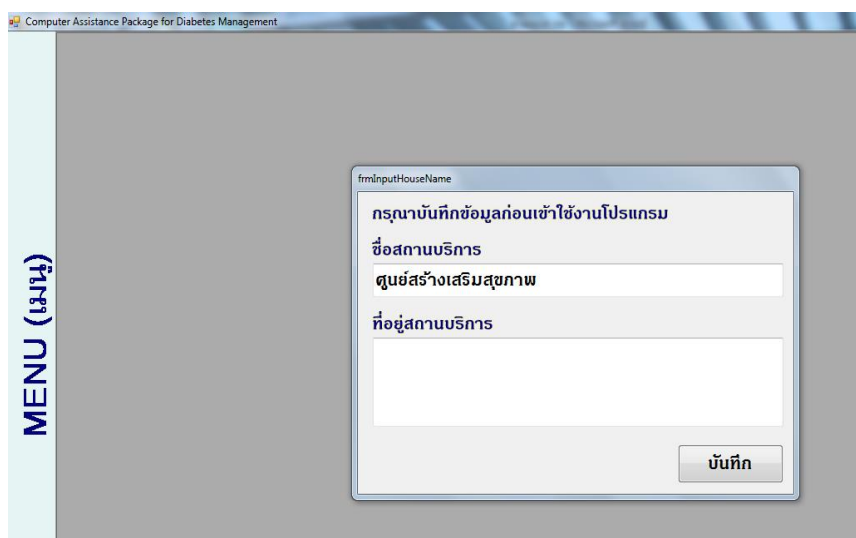 Computer Assistance Package for Diabetes Management
MENU (เมนู)
frmInputHouseName
กรุณาบันทึกข้อมูลก่อนเข้าใช้งานโปรแกรม
ชื่อสถานบริการ
ศูนย์สร้างเสริมสุขภาพ
ที่อยู่สถานบริการ
บันทึก